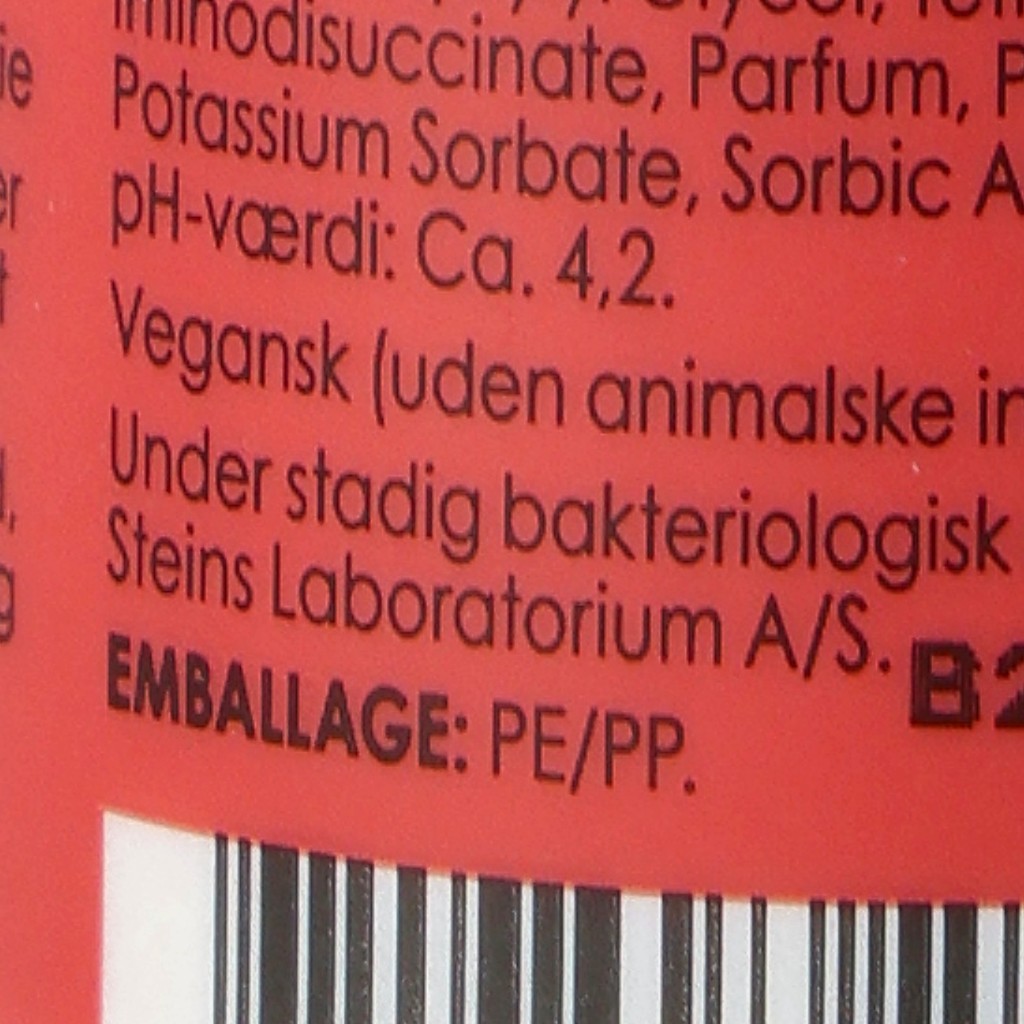 Iminodisuccinate, Parfum, P
Potassium Sorbate, Sorbic A
pH-værdi: Ca. 4,2.
Vegansk (uden animalske in
Under stadig bakteriologisk
Steins Laboratorium A/S.
EMBALLAGE: PE/PP.